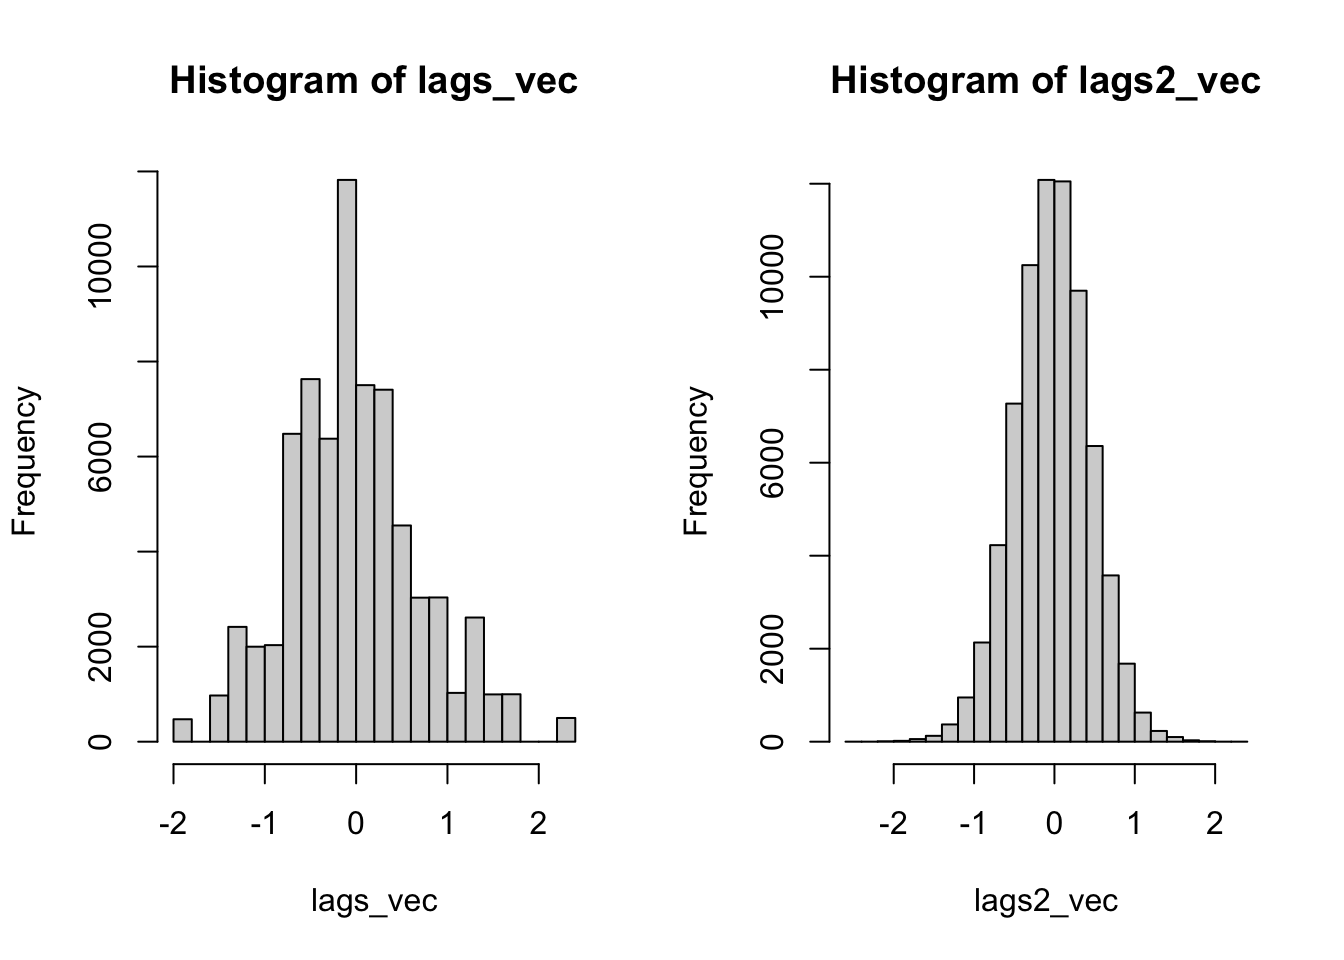 Histogram of lags_vec
Frequency
0
2000
6000
10000
-2 -1 0 1 2
lags_vec
Histogram of lags2_vec
Frequency
0
2000
6000
10000
-2 -1 0 1 2
lags2_vec